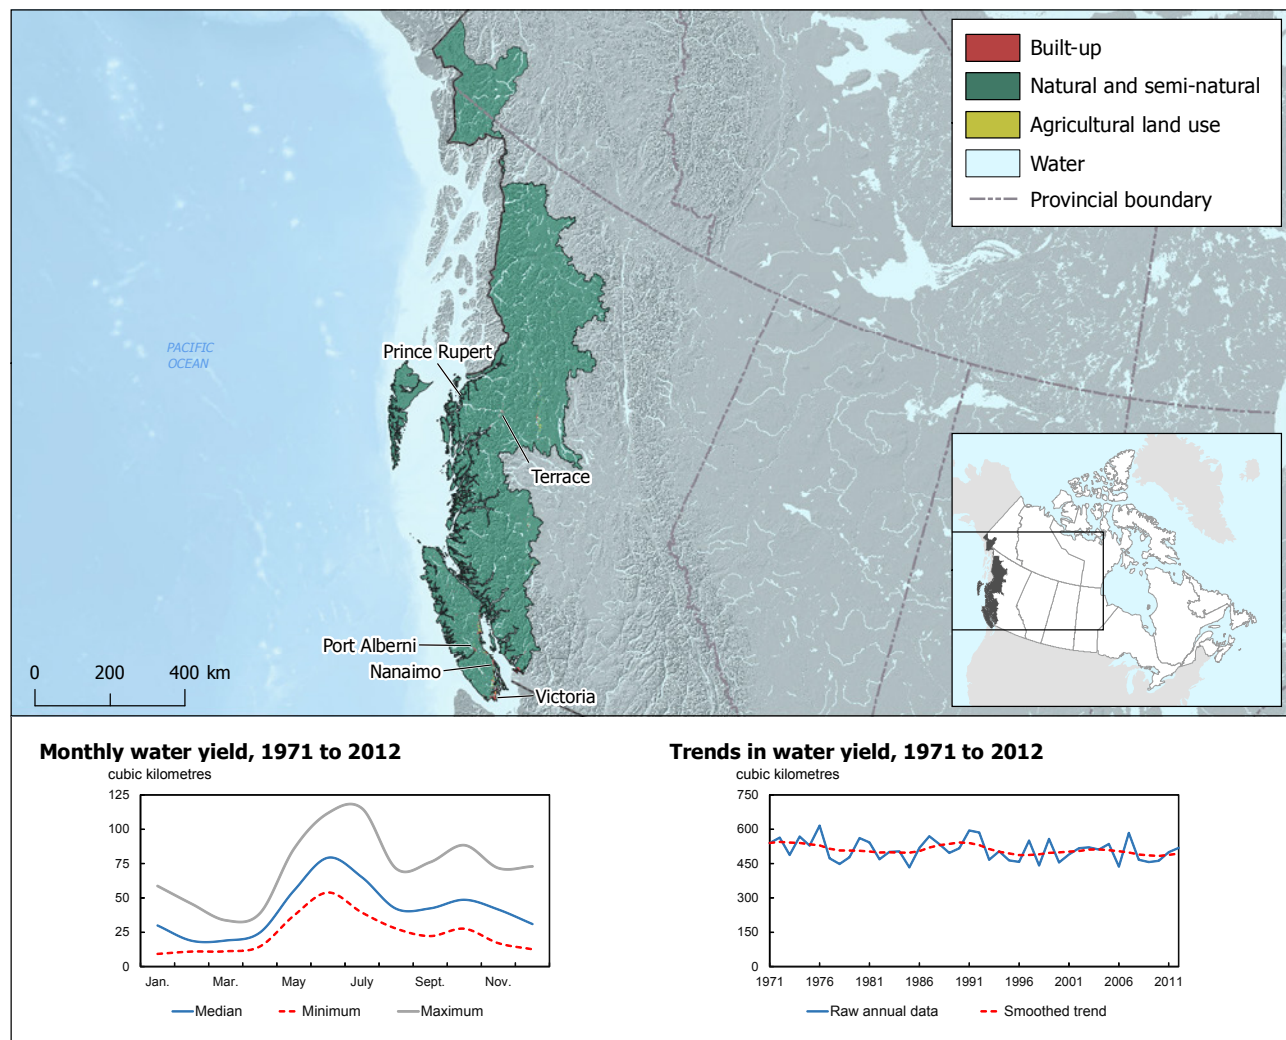 Built-up
Natural and semi-natural
Agricultural land use
Water
Provincial boundary
PACIFIC
OCEAN
Prince Rupert
Terrace
Port Alberni
Nanaimo
Victoria
0 200 400 km
Monthly water yield, 1971 to 2012
cubic kilometres
125
100
75
50
25
0
Jan. Mar. May July Sept. Nov.
Median Minimum Maximum
Trends in water yield, 1971 to 2012
cubic kilometres
750
600
450
300
150
0
1971 1976 1981 1986 1991 1996 2001 2006 2011
Raw annual data Smoothed trend